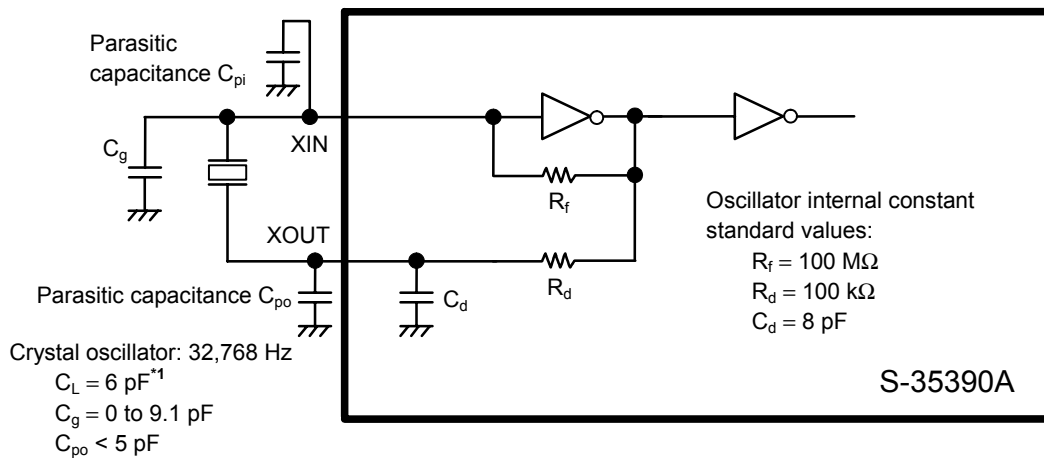 Parasitic
capacitance Cpi
Cg
XIN
Rf
XOUT
Rd
Parasitic capacitance Cpo
Cd
Oscillator internal constant
standard values:
Rf = 100 MΩ
Rd = 100 kΩ
Cd = 8 pF
Crystal oscillator: 32,768 Hz
CL = 6 pF*1
Cg = 0 to 9.1 pF
Cpo < 5 pF
S-35390A